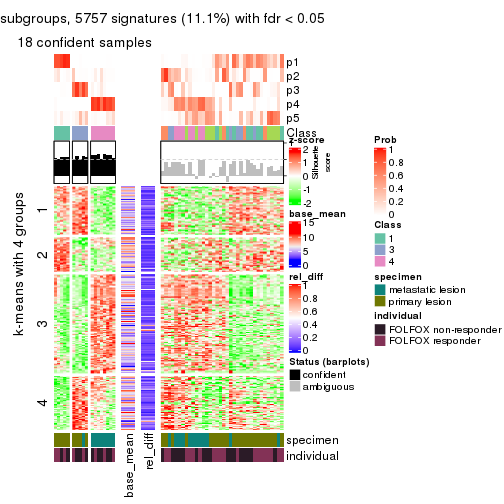 subgroups, 5757 signatures (11.1%) with fdr < 0.05
18 confident samples
p1
p2
p3
p4
p5
Class
1
Silhouette
score
k-means with 4 groups
1
2
3
4
z-score
2
1
0
-1
-2
base_mean
15
10
5
0
rel_diff
1
0.8
0.6
0.4
0.2
0
Status (barplots)
confident
ambiguous
Prob
1
0.8
0.6
0.4
0.2
0
Class
1
3
4
specimen
metastatic lesion
primary lesion
individual
FOLFOX non-responder
FOLFOX responder
specimen
individual
base_mean
rel_diff